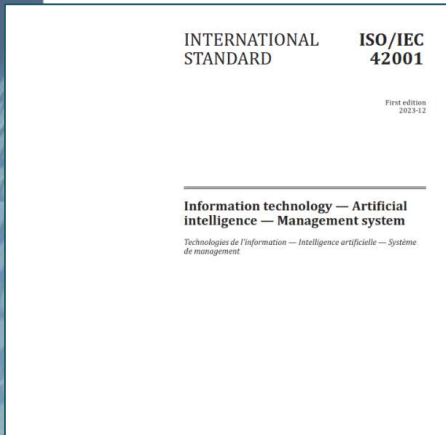 INTERNATIONAL STANDARD
ISO/IEC 42001
First edition
2023-12
Information technology — Artificial
intelligence — Management system
Technologies de l'information — Intelligence artificielle — Système
de management